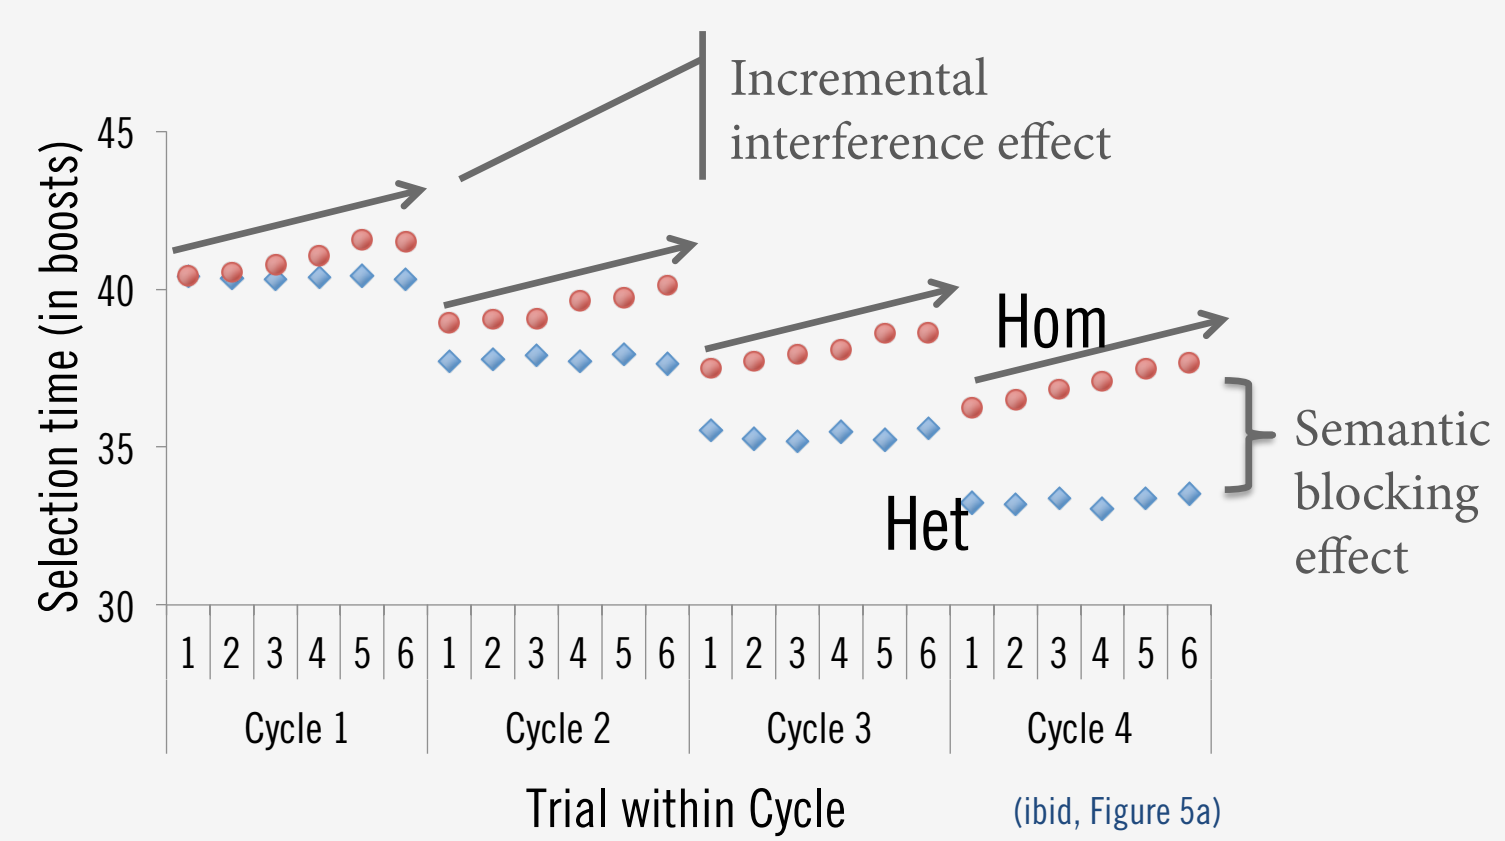 Incremental
interference effect
Selection time (in boosts)
45
40
35
30
Hom
Het
Semantic
blocking
effect
1 2 3 4 5 6 1 2 3 4 5 6 1 2 3 4 5 6 1 2 3 4 5 6
Cycle 1 Cycle 2 Cycle 3 Cycle 4
Trial within Cycle
(ibid, Figure 5a)